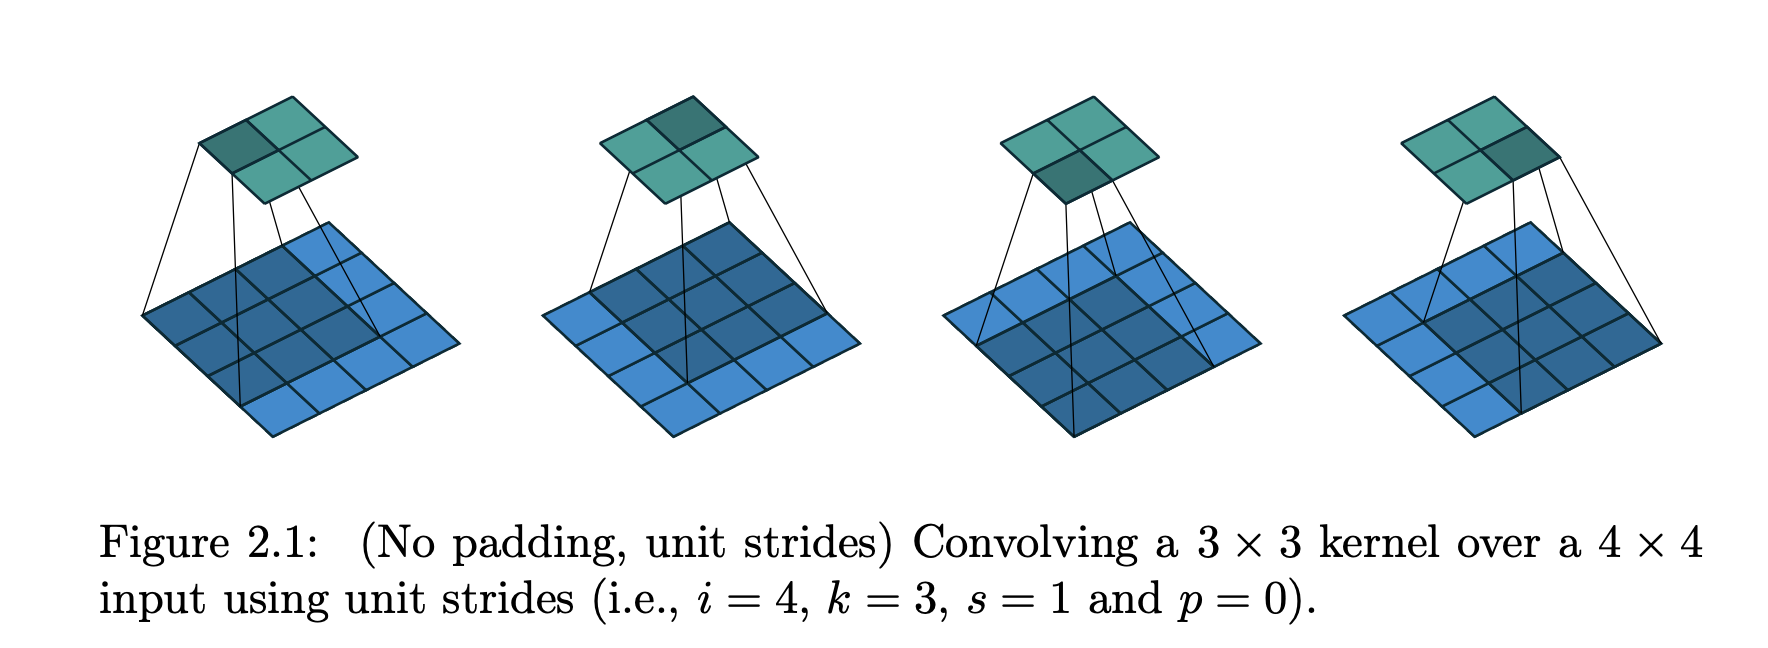 Figure 2.1: (No padding, unit strides) Convolving a 3 × 3 kernel over a 4 × 4
input using unit strides (i.e., i = 4, k = 3, s = 1 and p = 0).